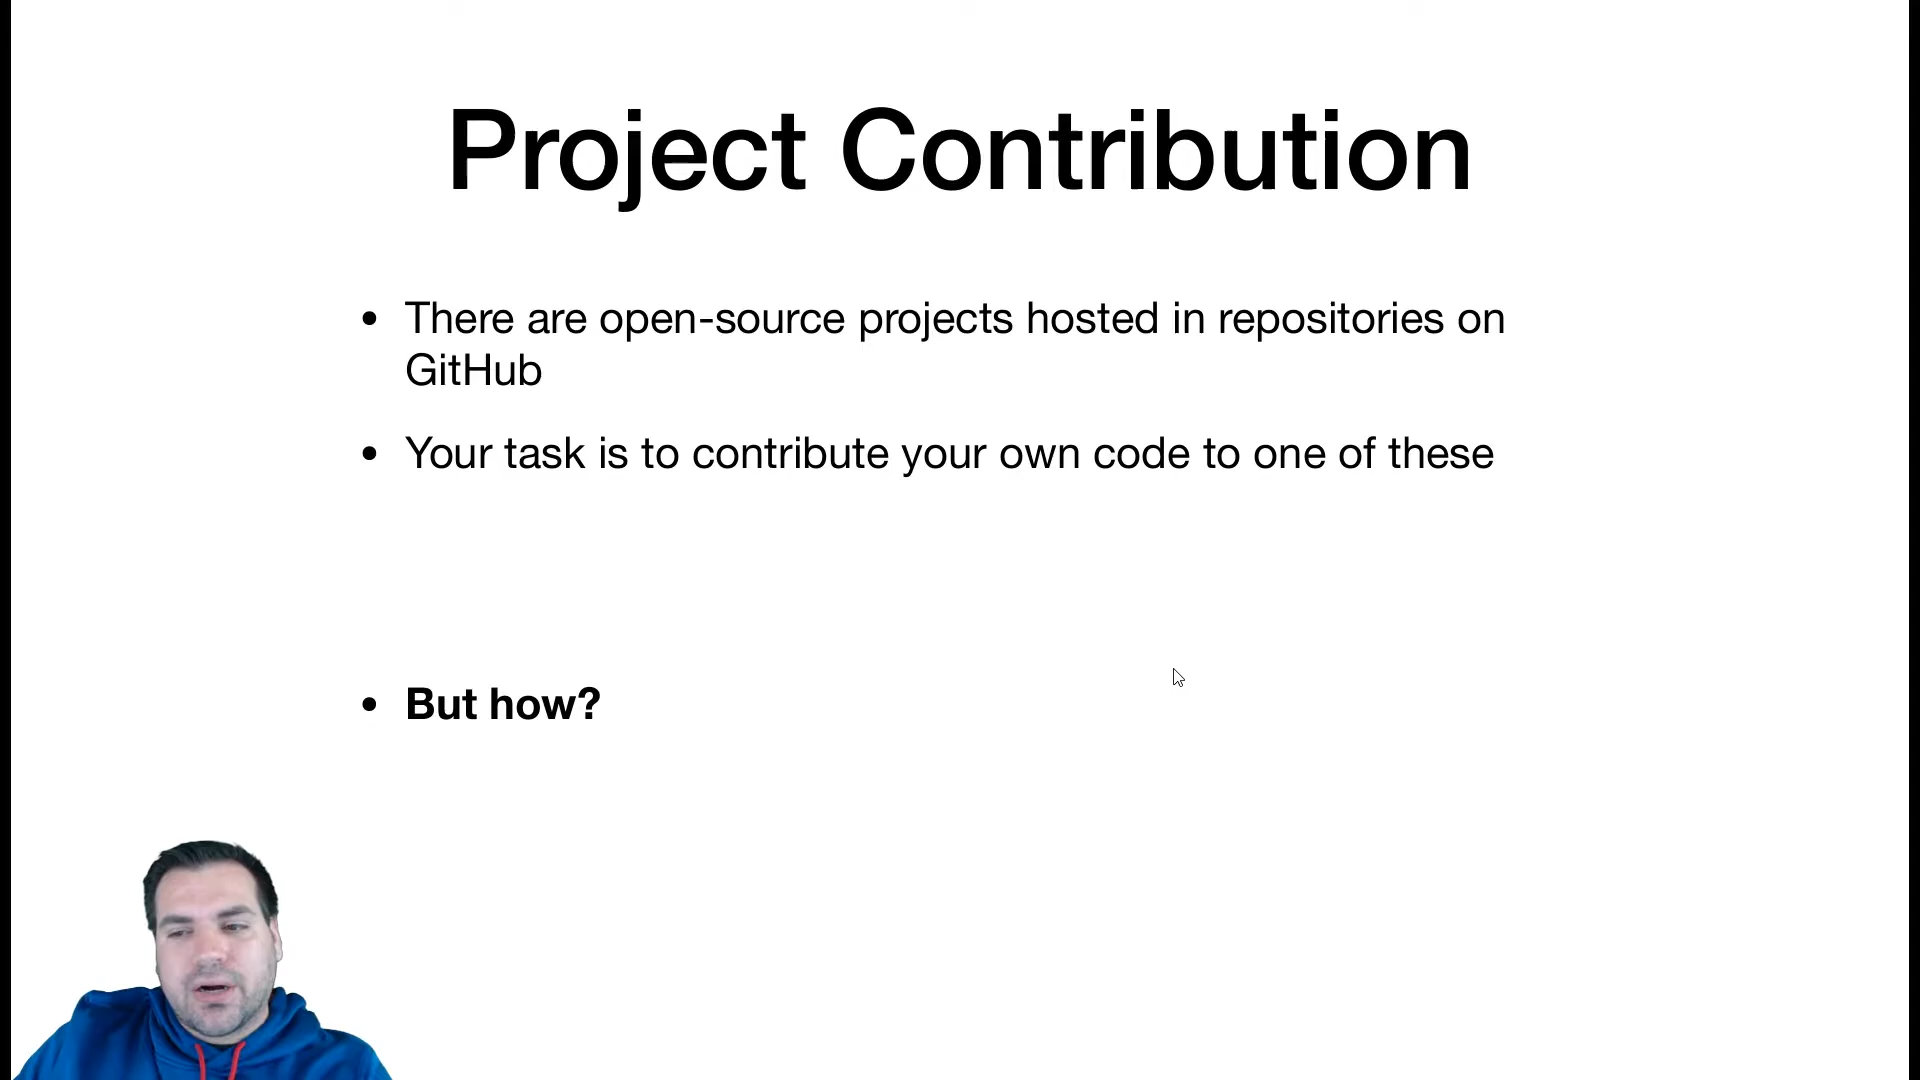 Project Contribution
• There are open-source projects hosted in repositories on
GitHub
• Your task is to contribute your own code to one of these
• But how?